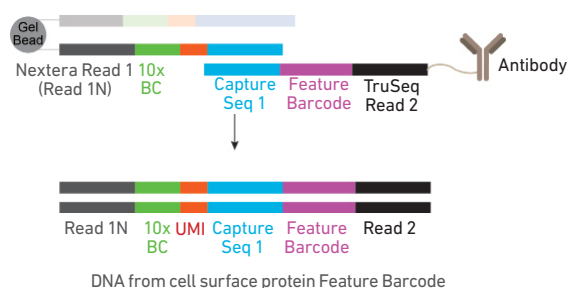 Gel
Bead
Nextera Read 1
(Read 1N)
10x
BC
Capture
Seq 1
Feature
Barcode
TruSeq
Read 2
Antibody
Read 1N
10x
BC
UMI
Capture
Seq 1
Feature
Barcode
Read 2
DNA from cell surface protein Feature Barcode